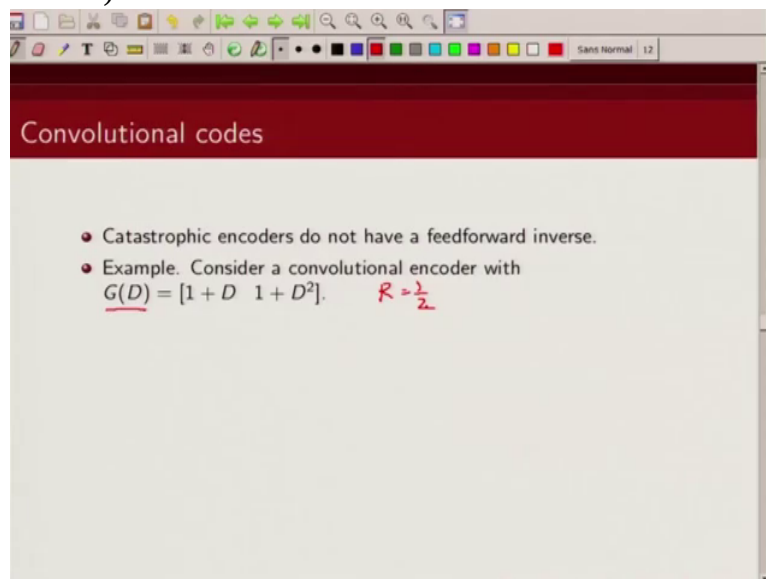 T
Sans Normal 12
Convolutional codes
Catastrophic encoders do not have a feedforward inverse.
Example. Consider a convolutional encoder with
G(D) = [1 + D 1 + D²]. R = 1/2